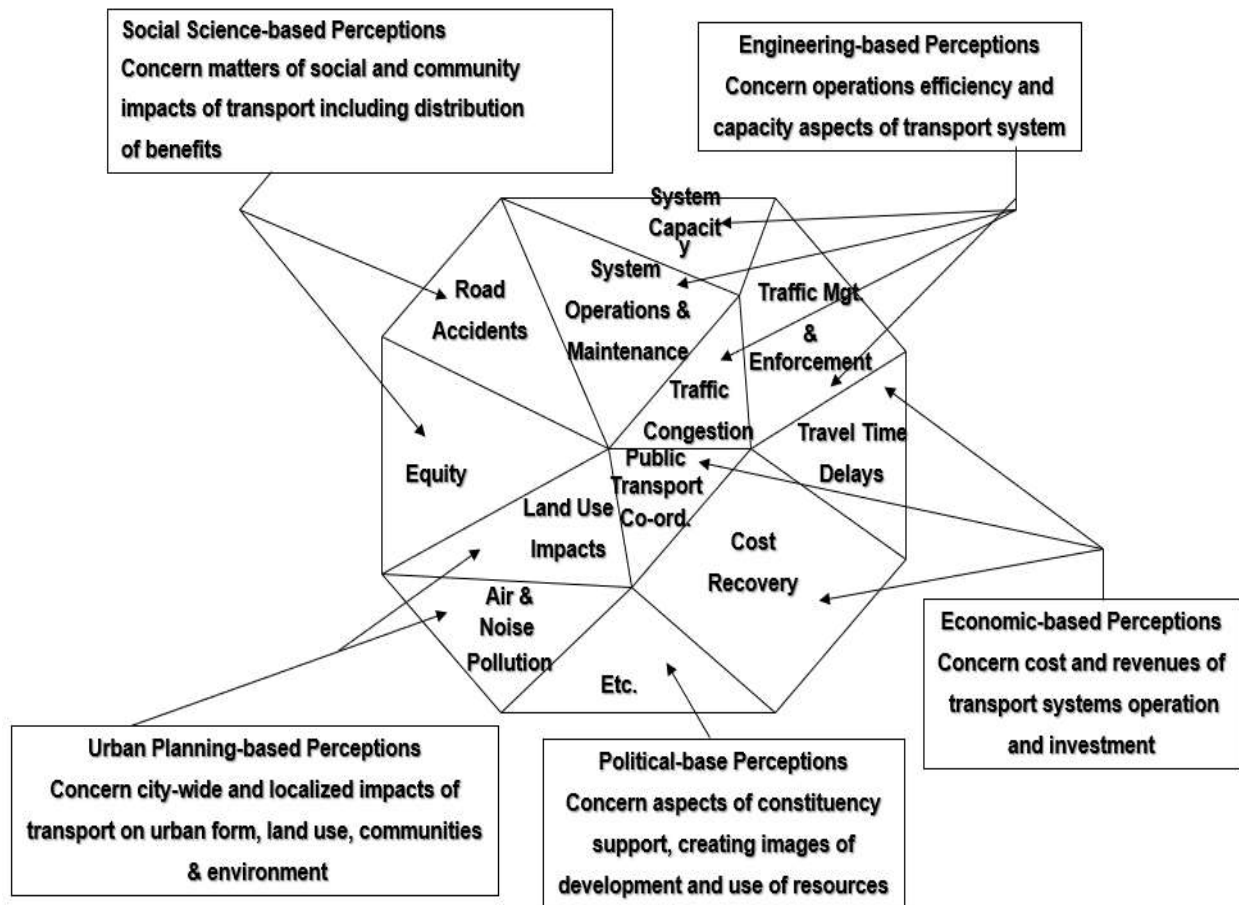 Social Science-based Perceptions
Concern matters of social and community
impacts of transport including distribution
of benefits
Engineering-based Perceptions
Concern operations efficiency and
capacity aspects of transport system
System
Capacit
y
System
Operations &
Maintenance
Road
Accidents
Traffic Mgt.
&
Enforcement
Traffic
Congestion
Travel Time
Delays
Equity
Public
Transport
Co-ord.
Land Use
Impacts
Cost
Recovery
Air &
Noise
Pollution
Etc.
Economic-based Perceptions
Concern cost and revenues of
transport systems operation
and investment
Urban Planning-based Perceptions
Concern city-wide and localized impacts of
transport on urban form, land use, communities
& environment
Political-base Perceptions
Concern aspects of constituency
support, creating images of
development and use of resources